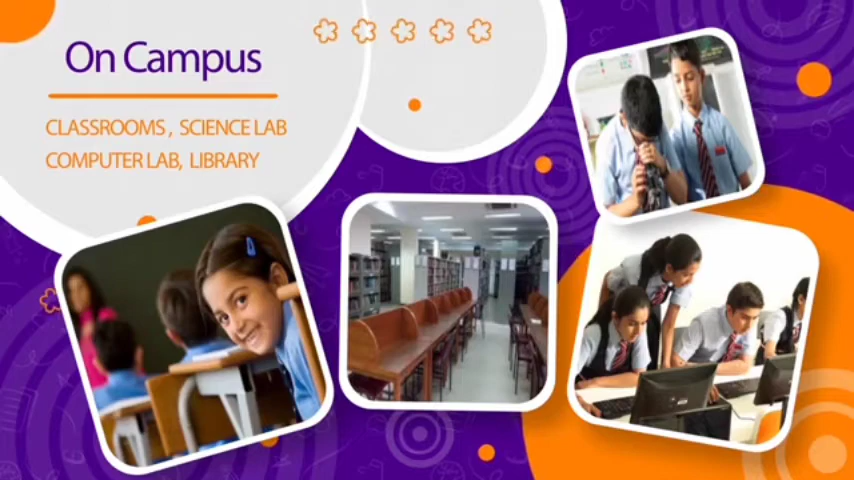 On Campus
CLASSROOMS, SCIENCE LAB
COMPUTER LAB, LIBRARY